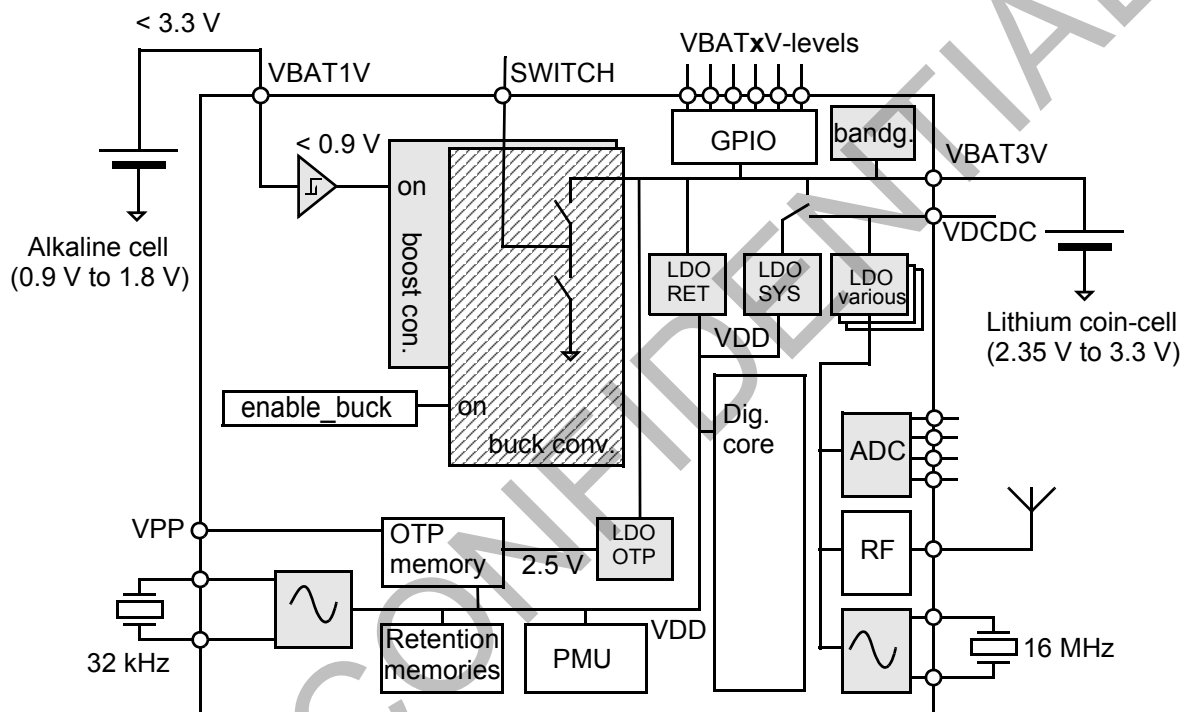 < 3.3 V
VBAT1V
SWITCH
VBATxV-levels
< 0.9 V
GPIO
bandg.
VBAT3V
on
boost con.
VDCDC
Alkaline cell
(0.9 V to 1.8 V)
LDO
RET
LDO
SYS
LDO
various
VDD
Lithium coin-cell
(2.35 V to 3.3 V)
enable_buck
on
buck conv.
Dig.
core
ADC
VPP
OTP
memory
2.5 V
LDO
OTP
RF
32 kHz
Retention
memories
PMU
VDD
16 MHz
CONFIDENTIAL